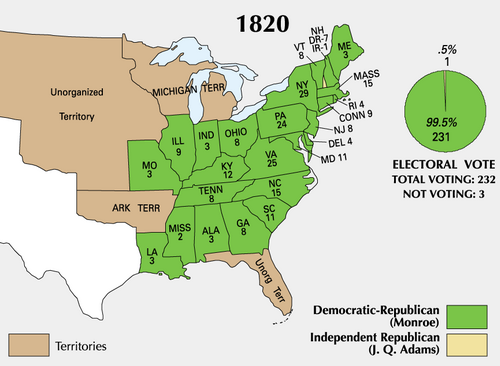 1820
NH
DR-7
IR-1
VT
8
ME
3
MASS
15
NY
29
RI 4
CONN 9
NJ 8
DEL 4
MD 11
PA
24
Unorganized
Territory
MICHIGAN TERR
ILL
9
IND
3
OHIO
8
MO
3
KY
12
VA
25
TENN
8
NC
15
SC
11
ARK TERR
MISS
2
ALA
3
GA
8
LA
3
Unorg Terr
.5%
1
99.5%
231
ELECTORAL VOTE
TOTAL VOTING: 232
NOT VOTING: 3
Democratic-Republican
(Monroe)
Independent Republican
(J. Q. Adams)
Territories